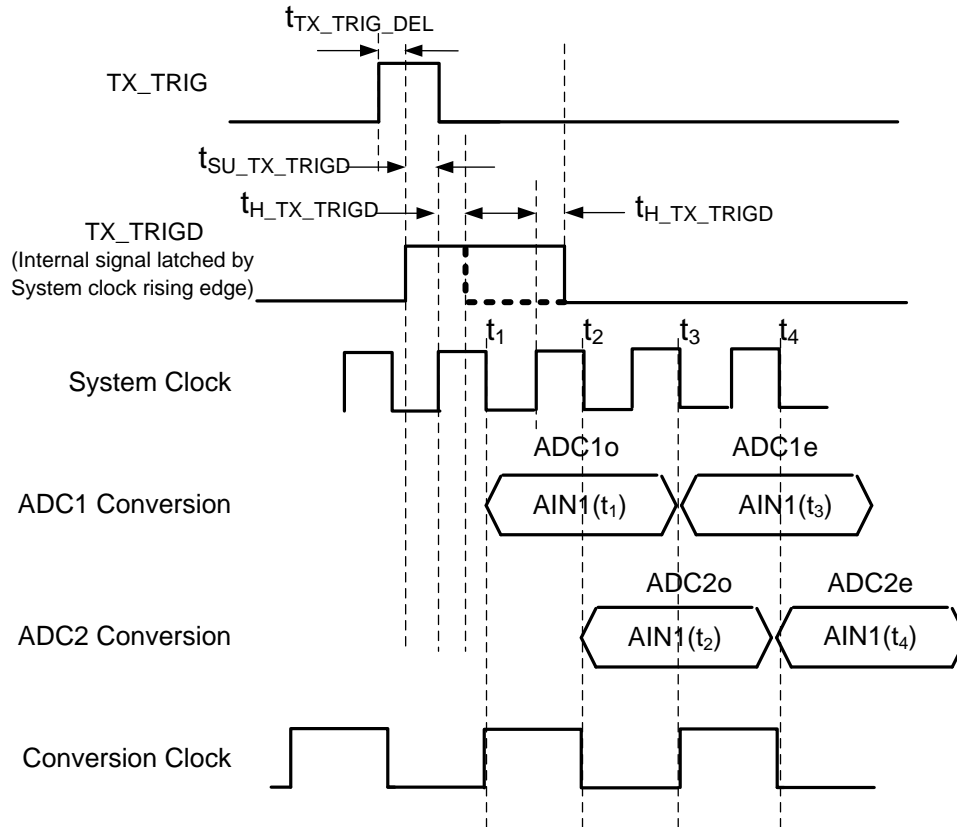 tTX_TRIG_DEL
TX_TRIG
tSU_TX_TRIGD
tH_TX_TRIGD
tH_TX_TRIGD
TX_TRIGD
(Internal signal latched by
System clock rising edge)
t1 t2 t3 t4
System Clock
ADC1o ADC1e
ADC1 Conversion
AIN1(t1) AIN1(t3)
ADC2o ADC2e
ADC2 Conversion
AIN1(t2) AIN1(t4)
Conversion Clock